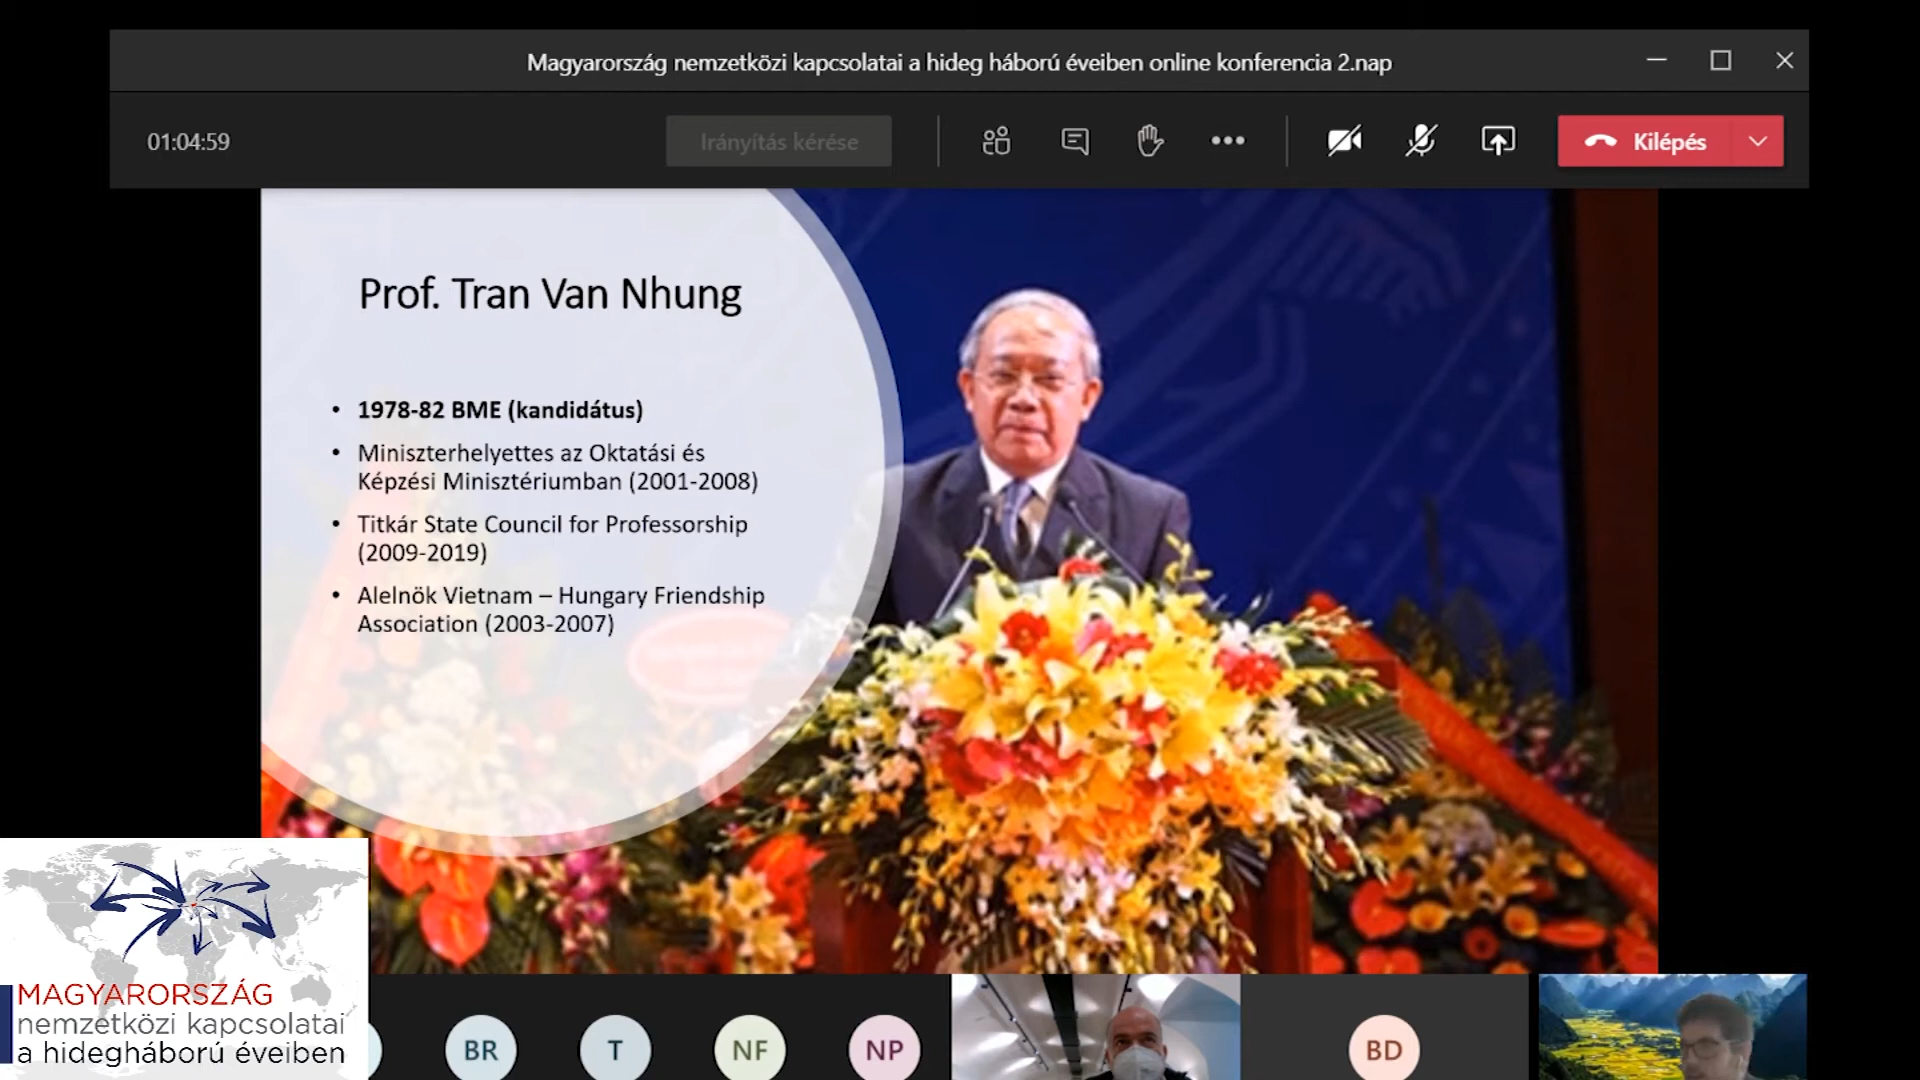 Magyarország nemzetközi kapcsolatai a hideg háború éveiben online konferencia 2.nap
01:04:59
Irányítás kérése
Kilépés
Prof. Tran Van Nhung
• 1978-82 BME (kandidátus)
• Miniszterhelyettes az Oktatási és
Képzési Minisztériumban (2001-2008)
• Titkár State Council for Professorship
(2009-2019)
• Alelnök Vietnam – Hungary Friendship
Association (2003-2007)
MAGYARORSZÁG
nemzetközi kapcsolatai
a hidegháború éveiben
BR
T
NF
NP
BD